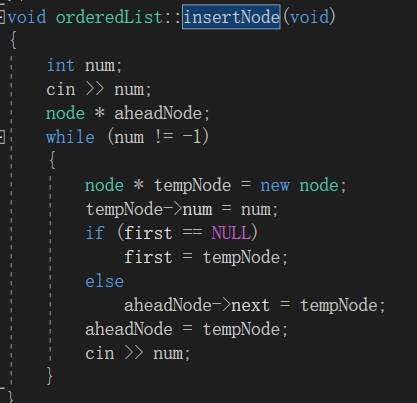 void orderedList::insertNode(void)
{
    int num;
    cin >> num;
    node * aheadNode;
    while (num != -1)
    {
        node * tempNode = new node;
        tempNode->num = num;
        if (first == NULL)
            first = tempNode;
        else
            aheadNode->next = tempNode;
        aheadNode = tempNode;
        cin >> num;
    }
}